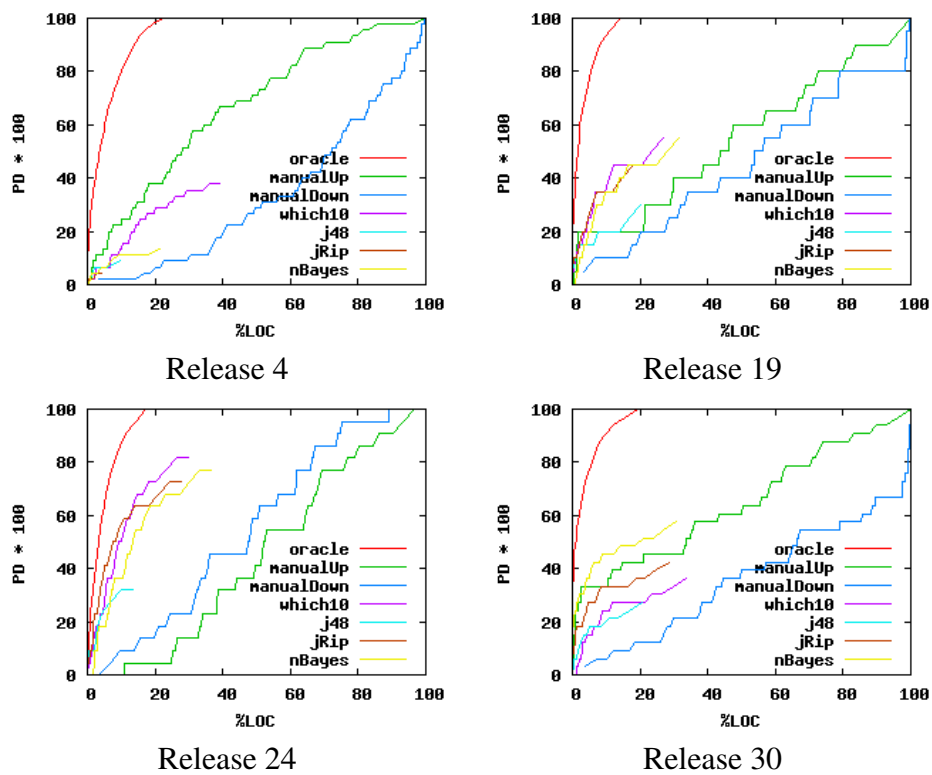 100
80
60
40
20
0
PD * 100
oracle
manualUp
manualDown
which10
j48
jRip
nBayes
0 20 40 60 80 100
%LOC
Release 4
100
80
60
40
20
0
PD * 100
oracle
manualUp
manualDown
which10
j48
jRip
nBayes
0 20 40 60 80 100
%LOC
Release 19
100
80
60
40
20
0
PD * 100
oracle
manualUp
manualDown
which10
j48
jRip
nBayes
0 20 40 60 80 100
%LOC
Release 24
100
80
60
40
20
0
PD * 100
oracle
manualUp
manualDown
which10
j48
jRip
nBayes
0 20 40 60 80 100
%LOC
Release 30